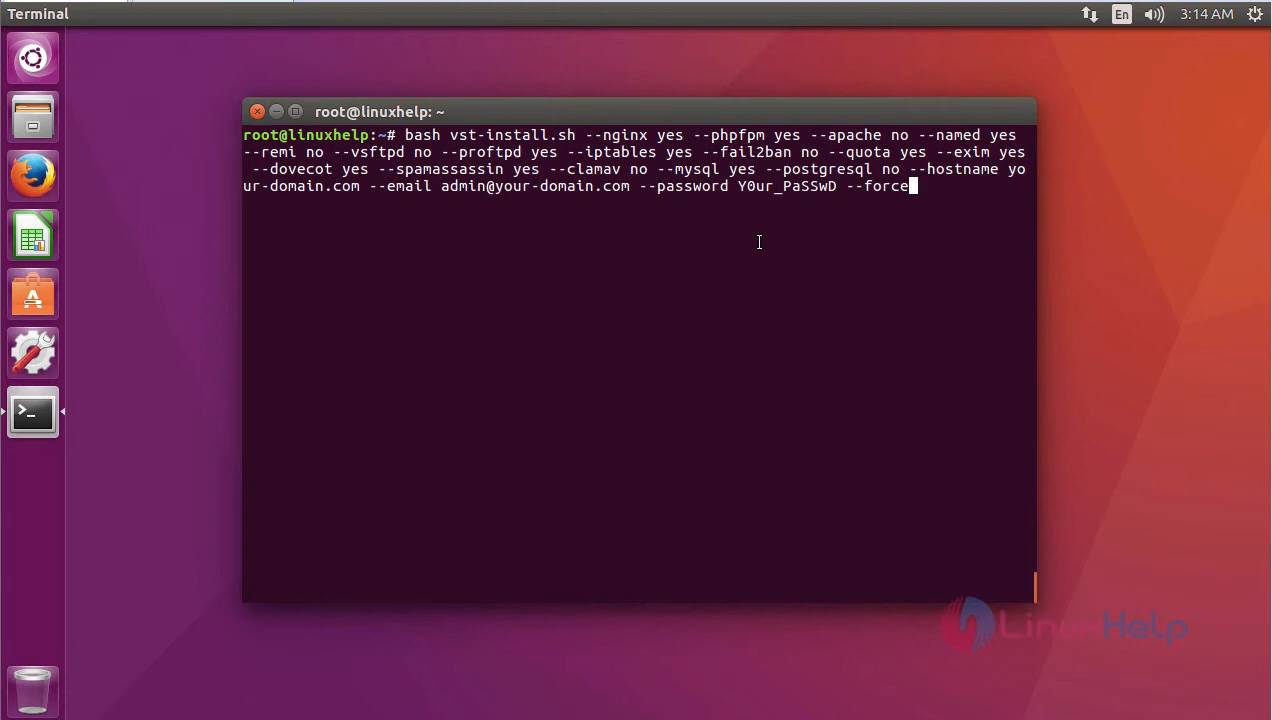 Terminal
En
3:14 AM
root@linuxhelp: ~
root@linuxhelp:~# bash vst-install.sh --nginx yes --phpfpm yes --apache no --named yes
--remi no --vsftpd no --proftpd yes --iptables yes --fail2ban no --quota yes --exim yes
--dovecot yes --spamassassin yes --clamav no --mysql yes --postgresql no --hostname yo
ur-domain.com --email admin@your-domain.com --password Y0ur_PaSSwD --force
LinuxHelp